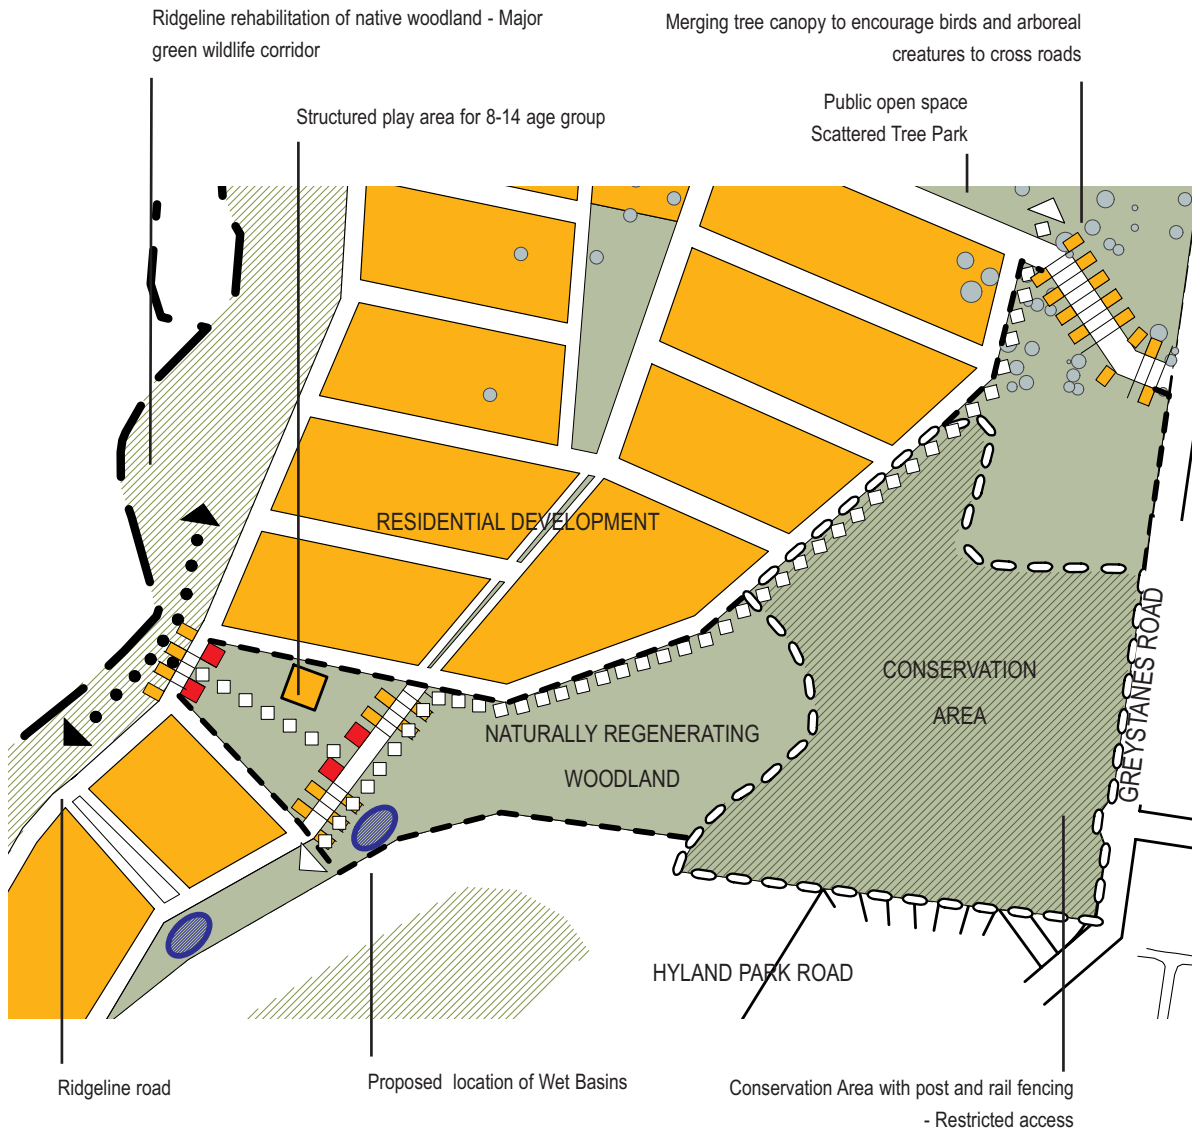 Ridgeline rehabilitation of native woodland - Major
green wildlife corridor
Merging tree canopy to encourage birds and arboreal
creatures to cross roads
Structured play area for 8-14 age group
Public open space
Scattered Tree Park
RESIDENTIAL DEVELOPMENT
CONSERVATION
AREA
GREYSTANES ROAD
NATURALLY REGENERATING
WOODLAND
HYLAND PARK ROAD
Ridgeline road
Proposed location of Wet Basins
Conservation Area with post and rail fencing
- Restricted access